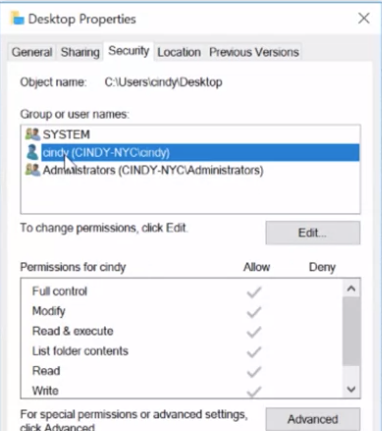 Desktop Properties
General Sharing Security Location Previous Versions
Object name: C:\Users\cindy\Desktop
Group or user names:
SYSTEM
cindy (CINDY-NYC\cindy)
Administrators (CINDY-NYC\Administrators)
To change permissions, click Edit.
Edit...
Permissions for cindy Allow Deny
Full control
Modify
Read & execute
List folder contents
Read
Write
For special permissions or advanced settings,
click Advanced.
Advanced